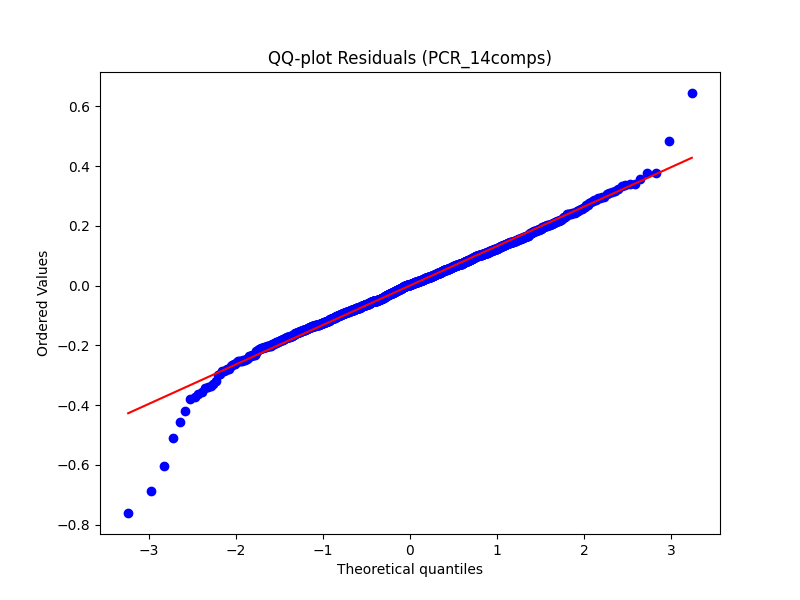 QQ-plot Residuals (PCR_14comps)
Ordered Values
0.6
0.4
0.2
0.0
−0.2
−0.4
−0.6
−0.8
−3 −2 −1 0 1 2 3
Theoretical quantiles